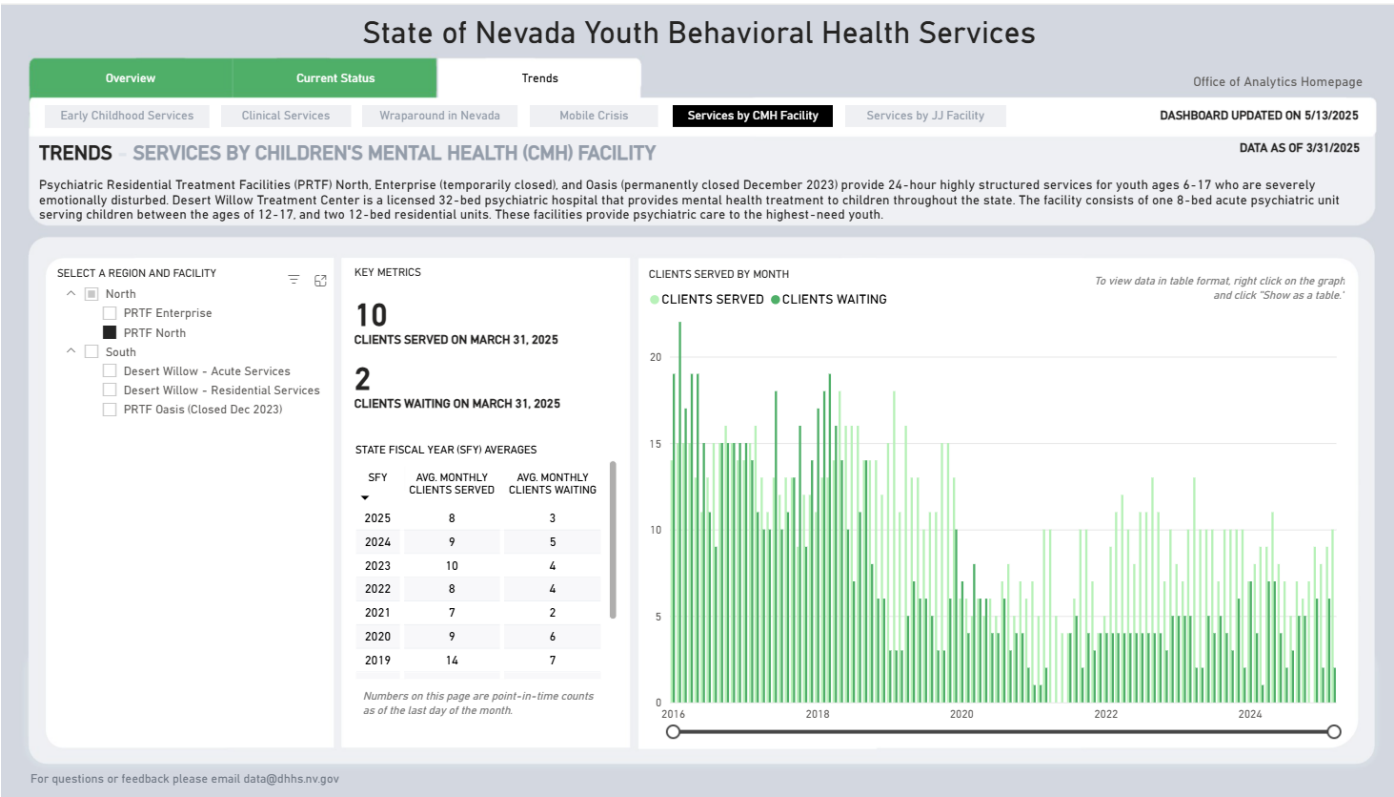 State of Nevada Youth Behavioral Health Services
Overview
Current Status
Trends
Office of Analytics Homepage
Early Childhood Services
Clinical Services
Wraparound in Nevada
Mobile Crisis
Services by CMH Facility
Services by JJ Facility
DASHBOARD UPDATED ON 5/13/2025
TRENDS - SERVICES BY CHILDREN'S MENTAL HEALTH (CMH) FACILITY
DATA AS OF 3/31/2025
Psychiatric Residential Treatment Facilities (PRTF) North, Enterprise (temporarily closed), and Oasis (permanently closed December 2023) provide 24-hour highly structured services for youth ages 6-17 who are severely
emotionally disturbed. Desert Willow Treatment Center is a licensed 32-bed psychiatric hospital that provides mental health treatment to children throughout the state. The facility consists of one 8-bed acute psychiatric unit
serving children between the ages of 12-17, and two 12-bed residential units. These facilities provide psychiatric care to the highest-need youth.
SELECT A REGION AND FACILITY
North
PRTF Enterprise
PRTF North
South
Desert Willow - Acute Services
Desert Willow - Residential Services
PRTF Oasis (Closed Dec 2023)
KEY METRICS
10
CLIENTS SERVED ON MARCH 31, 2025
2
CLIENTS WAITING ON MARCH 31, 2025
STATE FISCAL YEAR (SFY) AVERAGES
SFY
AVG. MONTHLY
CLIENTS SERVED
AVG. MONTHLY
CLIENTS WAITING
2025 8 3
2024 9 5
2023 10 4
2022 8 4
2021 7 2
2020 9 6
2019 14 7
Numbers on this page are point-in-time counts
as of the last day of the month.
CLIENTS SERVED BY MONTH
CLIENTS SERVED
CLIENTS WAITING
To view data in table format, right click on the graph
and click "Show as a table."
20
15
10
5
0
2016
2018
2020
2022
2024
For questions or feedback please email data@dhhs.nv.gov